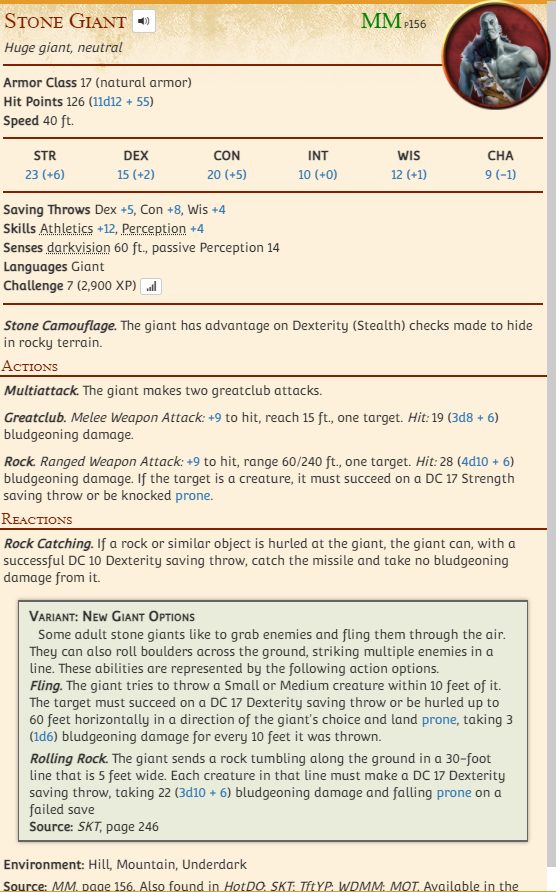 Stone Giant MM P156
Huge giant, neutral
Armor Class 17 (natural armor)
Hit Points 126 (11d12 + 55)
Speed 40 ft.
STR DEX CON INT WIS CHA
23 (+6) 15 (+2) 20 (+5) 10 (+0) 12 (+1) 9 (−1)
Saving Throws Dex +5, Con +8, Wis +4
Skills Athletics +12, Perception +4
Senses darkvision 60 ft., passive Perception 14
Languages Giant
Challenge 7 (2,900 XP)
Stone Camouflage. The giant has advantage on Dexterity (Stealth) checks made to hide
in rocky terrain.
Actions
Multiattack. The giant makes two greatclub attacks.
Greatclub. Melee Weapon Attack: +9 to hit, reach 15 ft., one target. Hit: 19 (3d8 + 6)
bludgeoning damage.
Rock. Ranged Weapon Attack: +9 to hit, range 60/240 ft., one target. Hit: 28 (4d10 + 6)
bludgeoning damage. If the target is a creature, it must succeed on a DC 17 Strength
saving throw or be knocked prone.
Reactions
Rock Catching. If a rock or similar object is hurled at the giant, the giant can, with a
successful DC 10 Dexterity saving throw, catch the missile and take no bludgeoning
damage from it.
Variant: New Giant Options
Some adult stone giants like to grab enemies and fling them through the air.
They can also roll boulders across the ground, striking multiple enemies in a
line. These abilities are represented by the following action options.
Fling. The giant tries to throw a Small or Medium creature within 10 feet of it.
The target must succeed on a DC 17 Dexterity saving throw or be hurled up to
60 feet horizontally in a direction of the giant's choice and land prone, taking 3
(1d6) bludgeoning damage for every 10 feet it was thrown.
Rolling Rock. The giant sends a rock tumbling along the ground in a 30-foot
line that is 5 feet wide. Each creature in that line must make a DC 17 Dexterity
saving throw, taking 22 (3d10 + 6) bludgeoning damage and falling prone on a
failed save
Source: SKT, page 246
Environment: Hill, Mountain, Underdark
Source: MM, page 156. Also found in HotDQ; SKT; TftYP; WDMM; MOT. Available in the